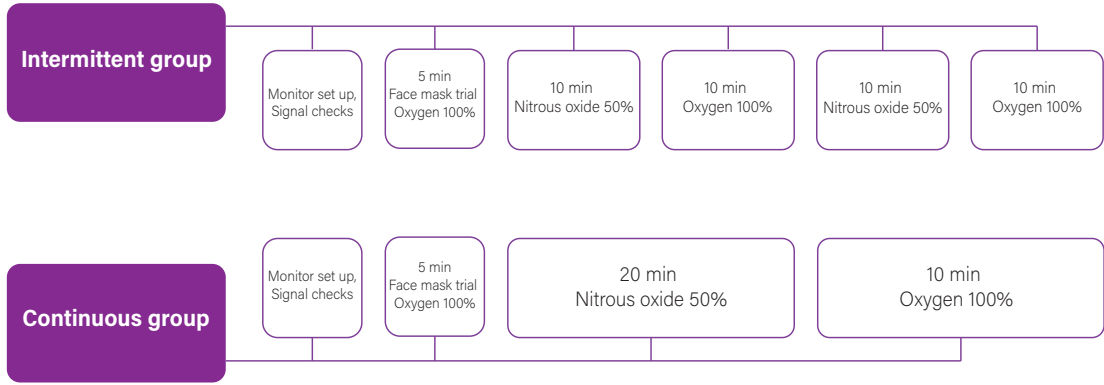 Intermittent group
Monitor set up,
Signal checks
5 min
Face mask trial
Oxygen 100%
10 min
Nitrous oxide 50%
10 min
Oxygen 100%
10 min
Nitrous oxide 50%
10 min
Oxygen 100%
Continuous group
Monitor set up,
Signal checks
5 min
Face mask trial
Oxygen 100%
20 min
Nitrous oxide 50%
10 min
Oxygen 100%